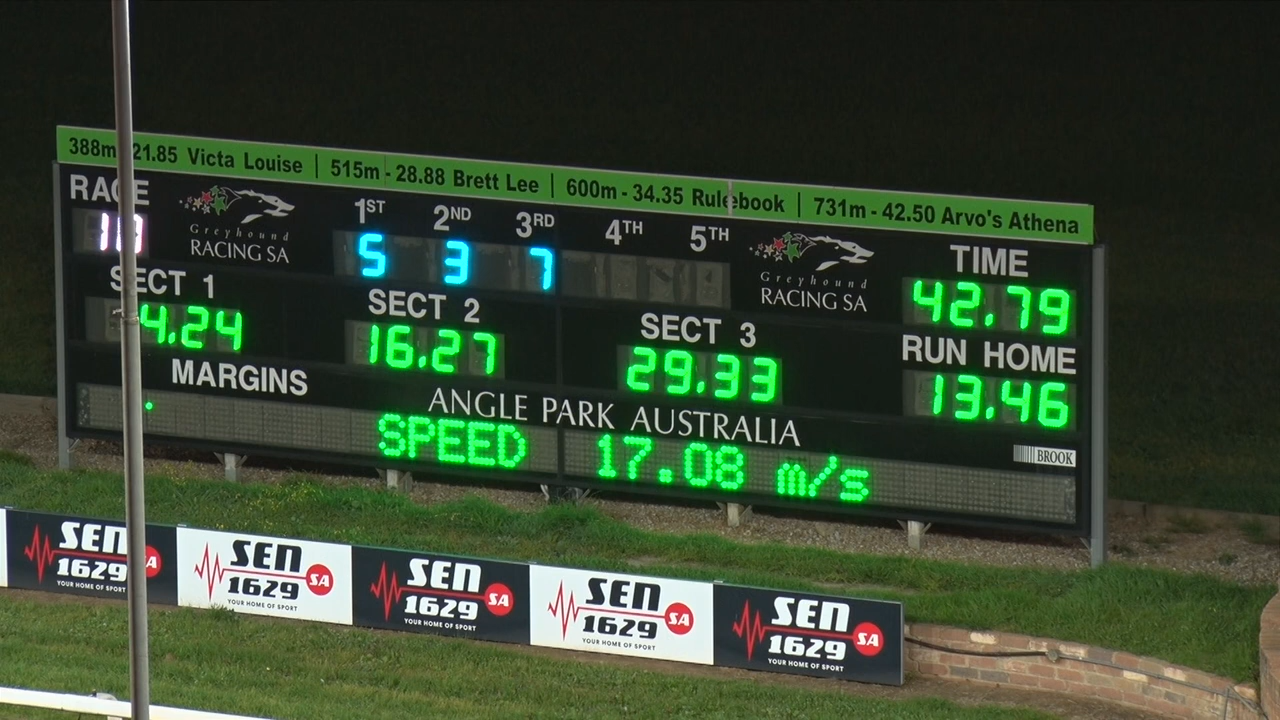 388m 21.85 Victa Louise | 515m - 28.88 Brett Lee | 600m - 34.35 Rulebook | 731m - 42.50 Arvo's Athena
RACE
10
Greyhound
RACING SA
1ST 2ND 3RD 4TH 5TH
5 3 7
Greyhound
RACING SA
TIME
42.79
SECT 1
4.24
SECT 2
16.27
SECT 3
29.33
RUN HOME
13.46
MARGINS
ANGLE PARK AUSTRALIA
SPEED 17.08 m/s
BROOK
SEN
1629 SA
YOUR HOME OF SPORT
SEN
1629 SA
YOUR HOME OF SPORT
SEN
1629 SA
YOUR HOME OF SPORT
SEN
1629 SA
YOUR HOME OF SPORT
SEN
1629 SA
YOUR HOME OF SPORT